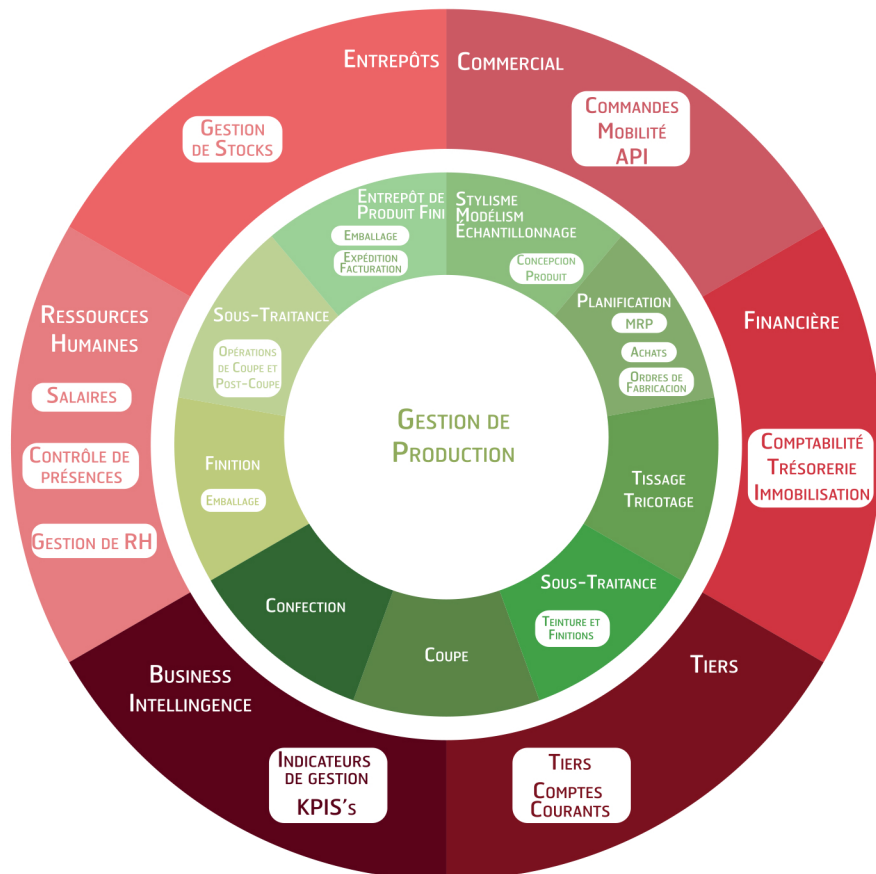 Entrepôts
Gestion
de Stocks
Commercial
Commandes
Mobilité
API
Financière
Comptabilité
Trésorerie
Immobilisation
Tiers
Tiers
Comptes
Courants
Business
Intellingence
Indicateurs
de gestion
KPIs's
Ressources
Humaines
Salaires
Contrôle de
présences
Gestion de RH
Entrepôt de
Produit Fini
Emballage
Expédition
Facturation
Stylisme
Modélism
Échantillonnage
Concepcion
Produit
Planification
MRP
Achats
Ordres de
Fabricacion
Tissage
Tricotage
Sous-Traitance
Teinture et
Finitions
Coupe
Confection
Finition
Emballage
Sous-Traitance
Opérations
de Coupe et
Post-Coupe
Gestion de
Production